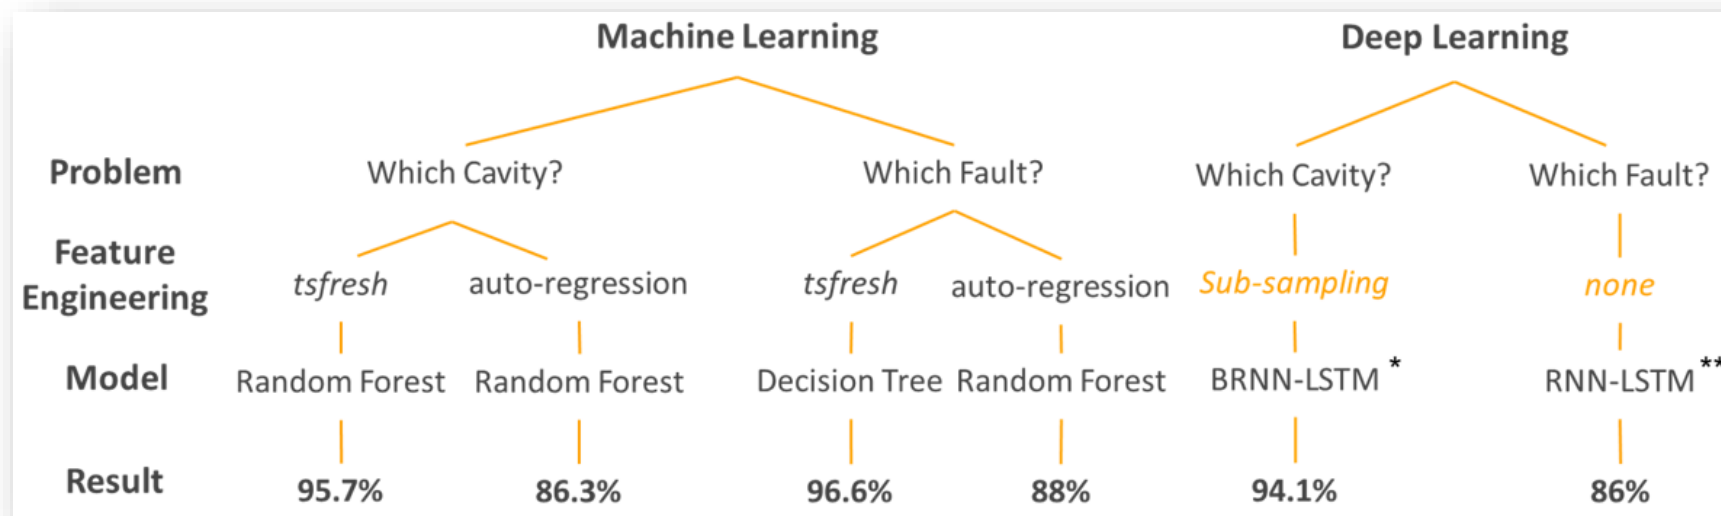 Machine Learning Deep Learning
Problem Which Cavity? Which Fault? Which Cavity? Which Fault?
Feature
Engineering tsfresh auto-regression tsfresh auto-regression Sub-sampling none
Model Random Forest Random Forest Decision Tree Random Forest BRNN-LSTM * RNN-LSTM **
Result 95.7% 86.3% 96.6% 88% 94.1% 86%